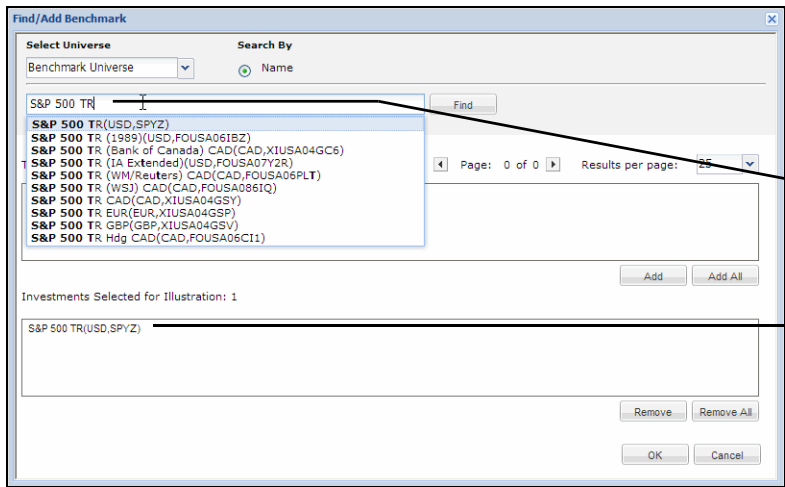 Find/Add Benchmark
Select Universe Search By
Benchmark Universe Name
S&P 500 TR Find
S&P 500 TR(USD,SPYZ)
S&P 500 TR (1989)(USD,FOUSA06IBZ)
S&P 500 TR (Bank of Canada) CAD(CAD,XIUSA04GC6)
S&P 500 TR (IA Extended)(USD,FOUSA07Y2R)
T Page: 0 of 0 Results per page: 25
S&P 500 TR (WM/Reuters) CAD(CAD,FOUSA06PLT)
S&P 500 TR (WSJ) CAD(CAD,FOUSA086IQ)
S&P 500 TR CAD(CAD,XIUSA04GSY)
S&P 500 TR EUR(EUR,XIUSA04GSP)
S&P 500 TR GBP(GBP,XIUSA04GSV)
S&P 500 TR Hdg CAD(CAD,FOUSA06CI1)
Add Add All
Investments Selected for Illustration: 1
S&P 500 TR(USD,SPYZ)
Remove Remove All
OK Cancel